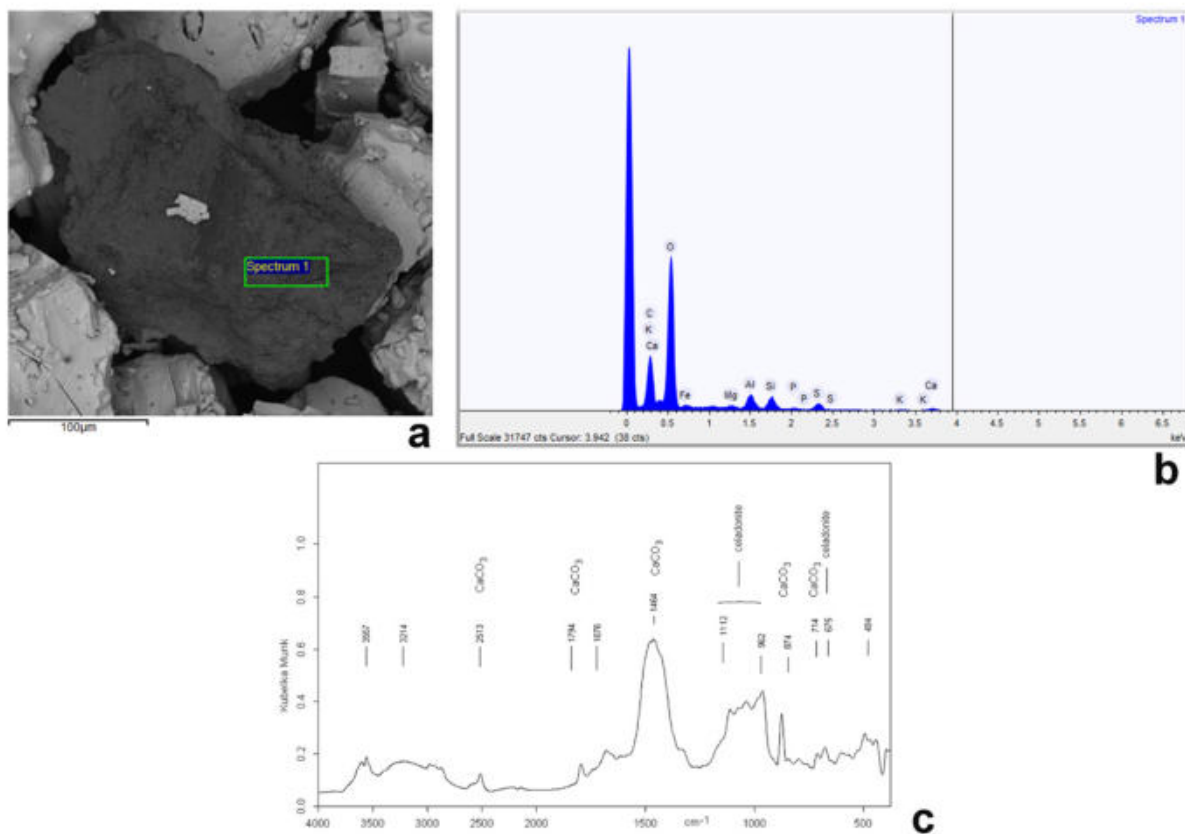 Spectrum 1
100µm
a
Spectrum 1
O
C
K
Ca
Fe
Mg
Al
Si
P
P
S
S
K
K
Ca
0 0.5 1 1.5 2 2.5 3 3.5 4 4.5 5 5.5 6 6.5
Full Scale 31747 cts Cursor: 3.942 (38 cts)
keV
b
CaCO3
CaCO3
CaCO3
celadonite
CaCO3
CaCO3
celadonite
3557
3214
2513
1794
1676
1464
1112
962
874
714
675
Kubelka Munk
0.0
0.2
0.4
0.6
0.8
1.0
4000 3500 3000 2500 2000 1500 cm-1 1000 500
c